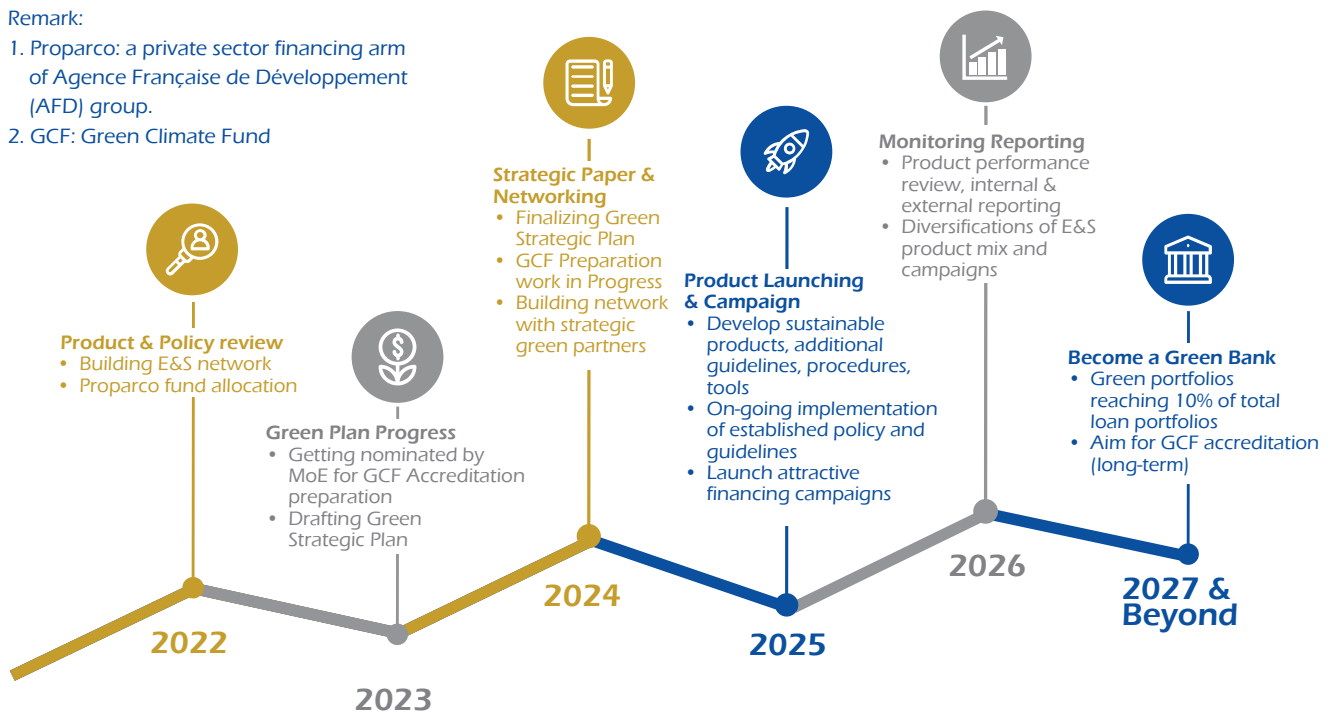 Remark:
1. Proparco: a private sector financing arm
of Agence Française de Développement
(AFD) group.
2. GCF: Green Climate Fund
Product & Policy review
• Building E&S network
• Proparco fund allocation
2022
Green Plan Progress
• Getting nominated by
MoE for GCF Accreditation
preparation
• Drafting Green
Strategic Plan
2023
Strategic Paper &
Networking
• Finalizing Green
Strategic Plan
• GCF Preparation
work in Progress
• Building network
with strategic
green partners
2024
Product Launching
& Campaign
• Develop sustainable
products, additional
guidelines, procedures,
tools
• On-going implementation
of established policy and
guidelines
• Launch attractive
financing campaigns
2025
Monitoring Reporting
• Product performance
review, internal &
external reporting
• Diversifications of E&S
product mix and
campaigns
2026
Become a Green Bank
• Green portfolios
reaching 10% of total
loan portfolios
• Aim for GCF accreditation
(long-term)
2027 &
Beyond